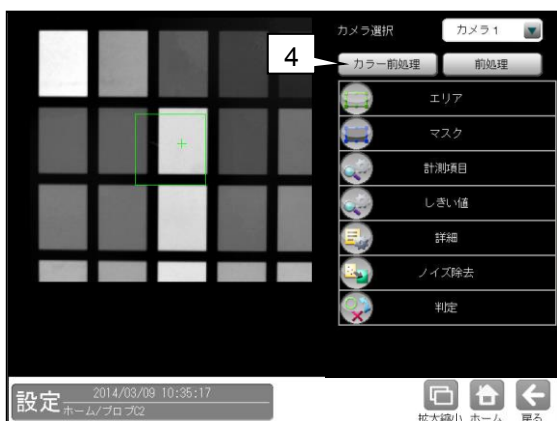 カメラ選択
カメラ1
4
カラー前処理
前処理
エリア
マスク
計測項目
しきい値
詳細
ノイズ除去
判定
設定
2014/03/09 10:35:17
ホーム/ブロブC2
拡大縮小
ホーム
戻る